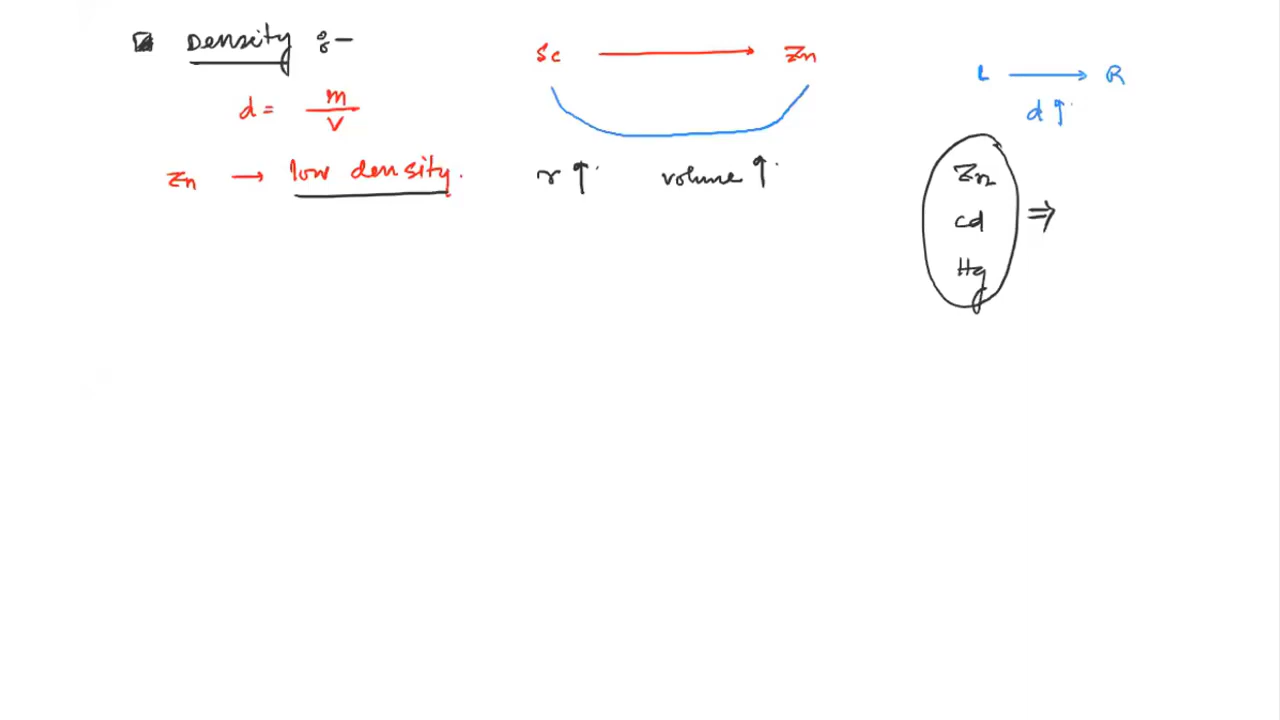 Density :-
Sc → Zn
L → R
d = m/v
d ↑
Zn → low density.
r ↑
volume ↑
Zn
Cd ⇒
Hg